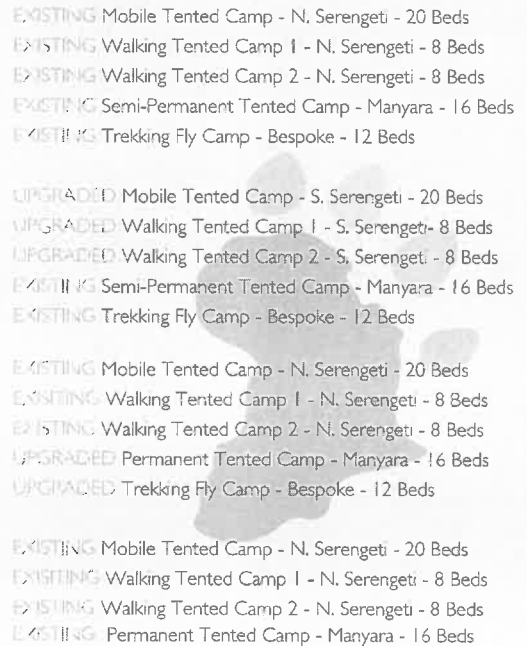 EXISTING Mobile Tented Camp - N. Serengeti - 20 Beds
EXISTING Walking Tented Camp 1 - N. Serengeti - 8 Beds
EXISTING Walking Tented Camp 2 - N. Serengeti - 8 Beds
EXISTING Semi-Permanent Tented Camp - Manyara - 16 Beds
EXISTING Trekking Fly Camp - Bespoke - 12 Beds
UPGRADED Mobile Tented Camp - S. Serengeti - 20 Beds
UPGRADED Walking Tented Camp 1 - S. Serengeti- 8 Beds
UPGRADED Walking Tented Camp 2 - S. Serengeti - 8 Beds
EXISTING Semi-Permanent Tented Camp - Manyara - 16 Beds
EXISTING Trekking Fly Camp - Bespoke - 12 Beds
EXISTING Mobile Tented Camp - N. Serengeti - 20 Beds
EXISITING Walking Tented Camp 1 - N. Serengeti - 8 Beds
EXISTING Walking Tented Camp 2 - N. Serengeti - 8 Beds
UPGRADED Permanent Tented Camp - Manyara - 16 Beds
UPGRADED Trekking Fly Camp - Bespoke - 12 Beds
EXISTING Mobile Tented Camp - N. Serengeti - 20 Beds
EXISITING Walking Tented Camp 1 - N. Serengeti - 8 Beds
EXISTING Walking Tented Camp 2 - N. Serengeti - 8 Beds
EXISTING Permanent Tented Camp - Manyara - 16 Beds